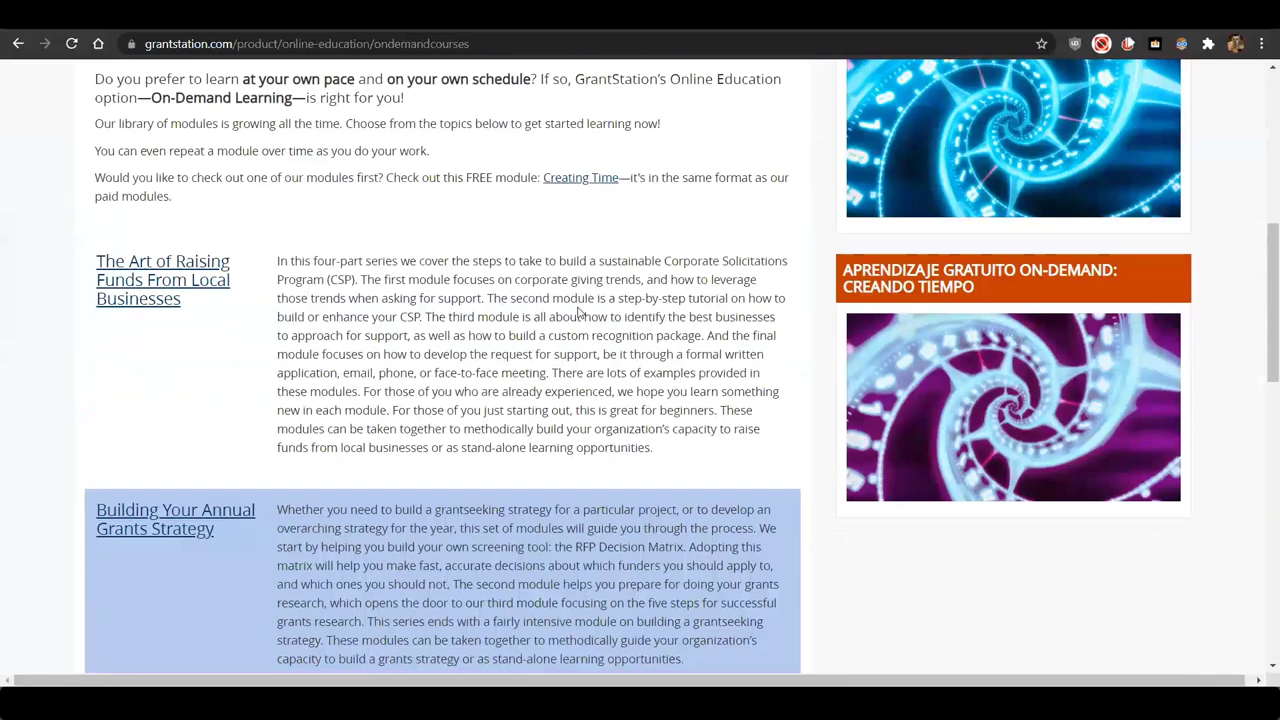 grantstation.com/product/online-education/ondemandcourses
Do you prefer to learn at your own pace and on your own schedule? If so, GrantStation's Online Education
option—On-Demand Learning—is right for you!
Our library of modules is growing all the time. Choose from the topics below to get started learning now!
You can even repeat a module over time as you do your work.
Would you like to check out one of our modules first? Check out this FREE module: Creating Time—it's in the same format as our
paid modules.
The Art of Raising
Funds From Local
Businesses
In this four-part series we cover the steps to take to build a sustainable Corporate Solicitations
Program (CSP). The first module focuses on corporate giving trends, and how to leverage
those trends when asking for support. The second module is a step-by-step tutorial on how to
build or enhance your CSP. The third module is all about how to identify the best businesses
to approach for support, as well as how to build a custom recognition package. And the final
module focuses on how to develop the request for support, be it through a formal written
application, email, phone, or face-to-face meeting. There are lots of examples provided in
these modules. For those of you who are already experienced, we hope you learn something
new in each module. For those of you just starting out, this is great for beginners. These
modules can be taken together to methodically build your organization's capacity to raise
funds from local businesses or as stand-alone learning opportunities.
Building Your Annual
Grants Strategy
Whether you need to build a grantseeking strategy for a particular project, or to develop an
overarching strategy for the year, this set of modules will guide you through the process. We
start by helping you build your own screening tool: the RFP Decision Matrix. Adopting this
matrix will help you make fast, accurate decisions about which funders you should apply to,
and which ones you should not. The second module helps you prepare for doing your grants
research, which opens the door to our third module focusing on the five steps for successful
grants research. This series ends with a fairly intensive module on building a grantseeking
strategy. These modules can be taken together to methodically guide your organization's
capacity to build a grants strategy or as stand-alone learning opportunities.
APRENDIZAJE GRATUITO ON-DEMAND:
CREANDO TIEMPO